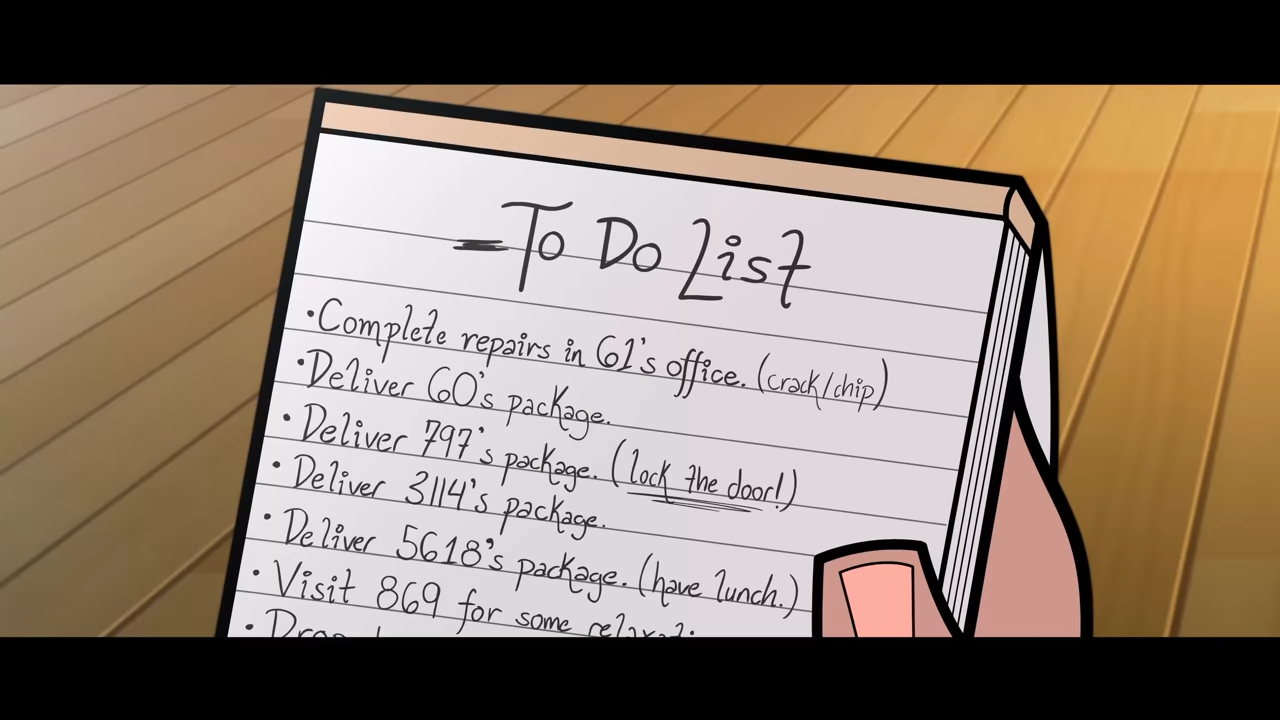 To Do List
• Complete repairs in 61's office. (crack/chip)
• Deliver 60's package.
• Deliver 797's package. (lock the door!)
• Deliver 3114's package.
• Deliver 5618's package. (have lunch.)
• Visit 869 for some